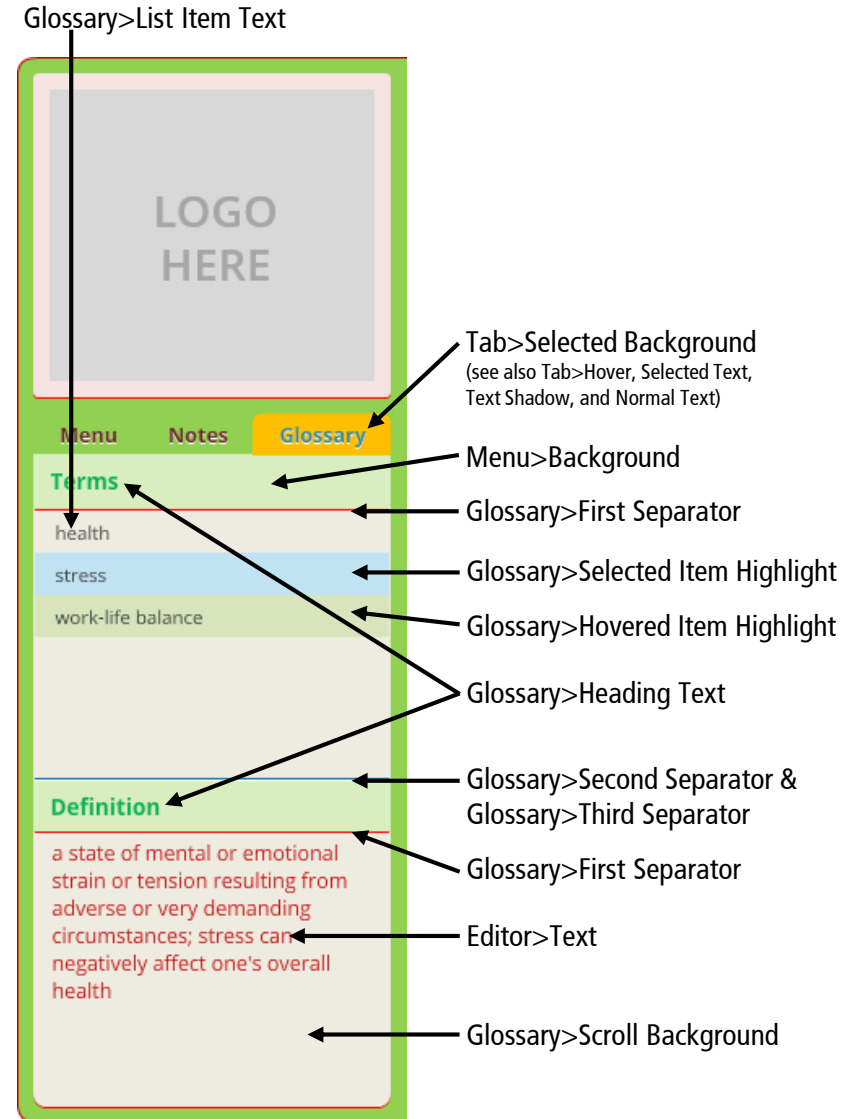 Glossary>List Item Text
LOGO
HERE
Tab>Selected Background
(see also Tab>Hover, Selected Text,
Text Shadow, and Normal Text)
Menu Notes Glossary
Menu>Background
Terms
Glossary>First Separator
health
stress
Glossary>Selected Item Highlight
work-life balance
Glossary>Hovered Item Highlight
Glossary>Heading Text
Glossary>Second Separator &
Glossary>Third Separator
Definition
Glossary>First Separator
a state of mental or emotional
strain or tension resulting from
adverse or very demanding
circumstances; stress can
negatively affect one's overall
health
Editor>Text
Glossary>Scroll Background